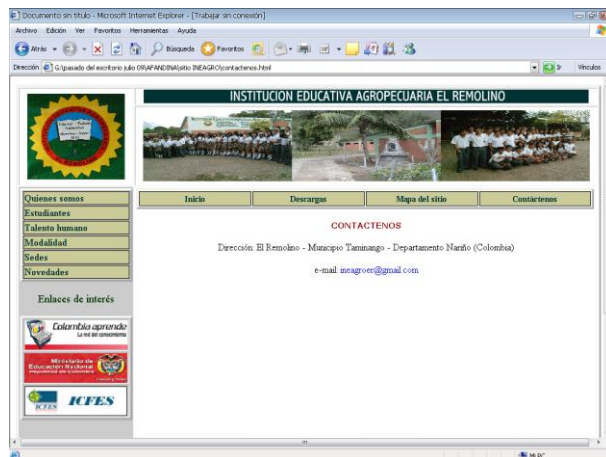 Documento sin título - Microsoft Internet Explorer - [Trabajar sin conexión]
Archivo Edición Ver Favoritos Herramientas Ayuda
Atrás Búsqueda Favoritos
Dirección G:\pasado del escritorio julio 09\AFANDINA\sitio INEAGRO\contactenos.html Ir Vínculos
INSTITUCION EDUCATIVA AGROPECUARIA EL REMOLINO
Quienes somos
Estudiantes
Talento humano
Modalidad
Sedes
Novedades
Inicio Descargas Mapa del sitio Contáctenos
CONTACTENOS
Dirección: El Remolino - Municipio Taminango - Departamento Nariño (Colombia)
e-mail: ineagroer@gmail.com
Enlaces de interés
Colombia aprende
La red del conocimiento
Ministerio de
Educación Nacional
República de Colombia
ICFES
ICFES
Mi PC